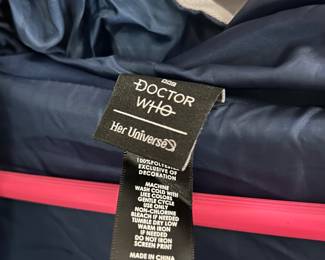 BBC
DOCTOR
WHO
Her Universe
100% POLYESTER
EXCLUSIVE OF
DECORATION
MACHINE
WASH COLD WITH
LIKE COLORS
GENTLE CYCLE
USE ONLY
NON-CHLORINE
BLEACH IF NEEDED
TUMBLE DRY LOW
WARM IRON
IF NEEDED
DO NOT IRON
SCREEN PRINT
MADE IN CHINA